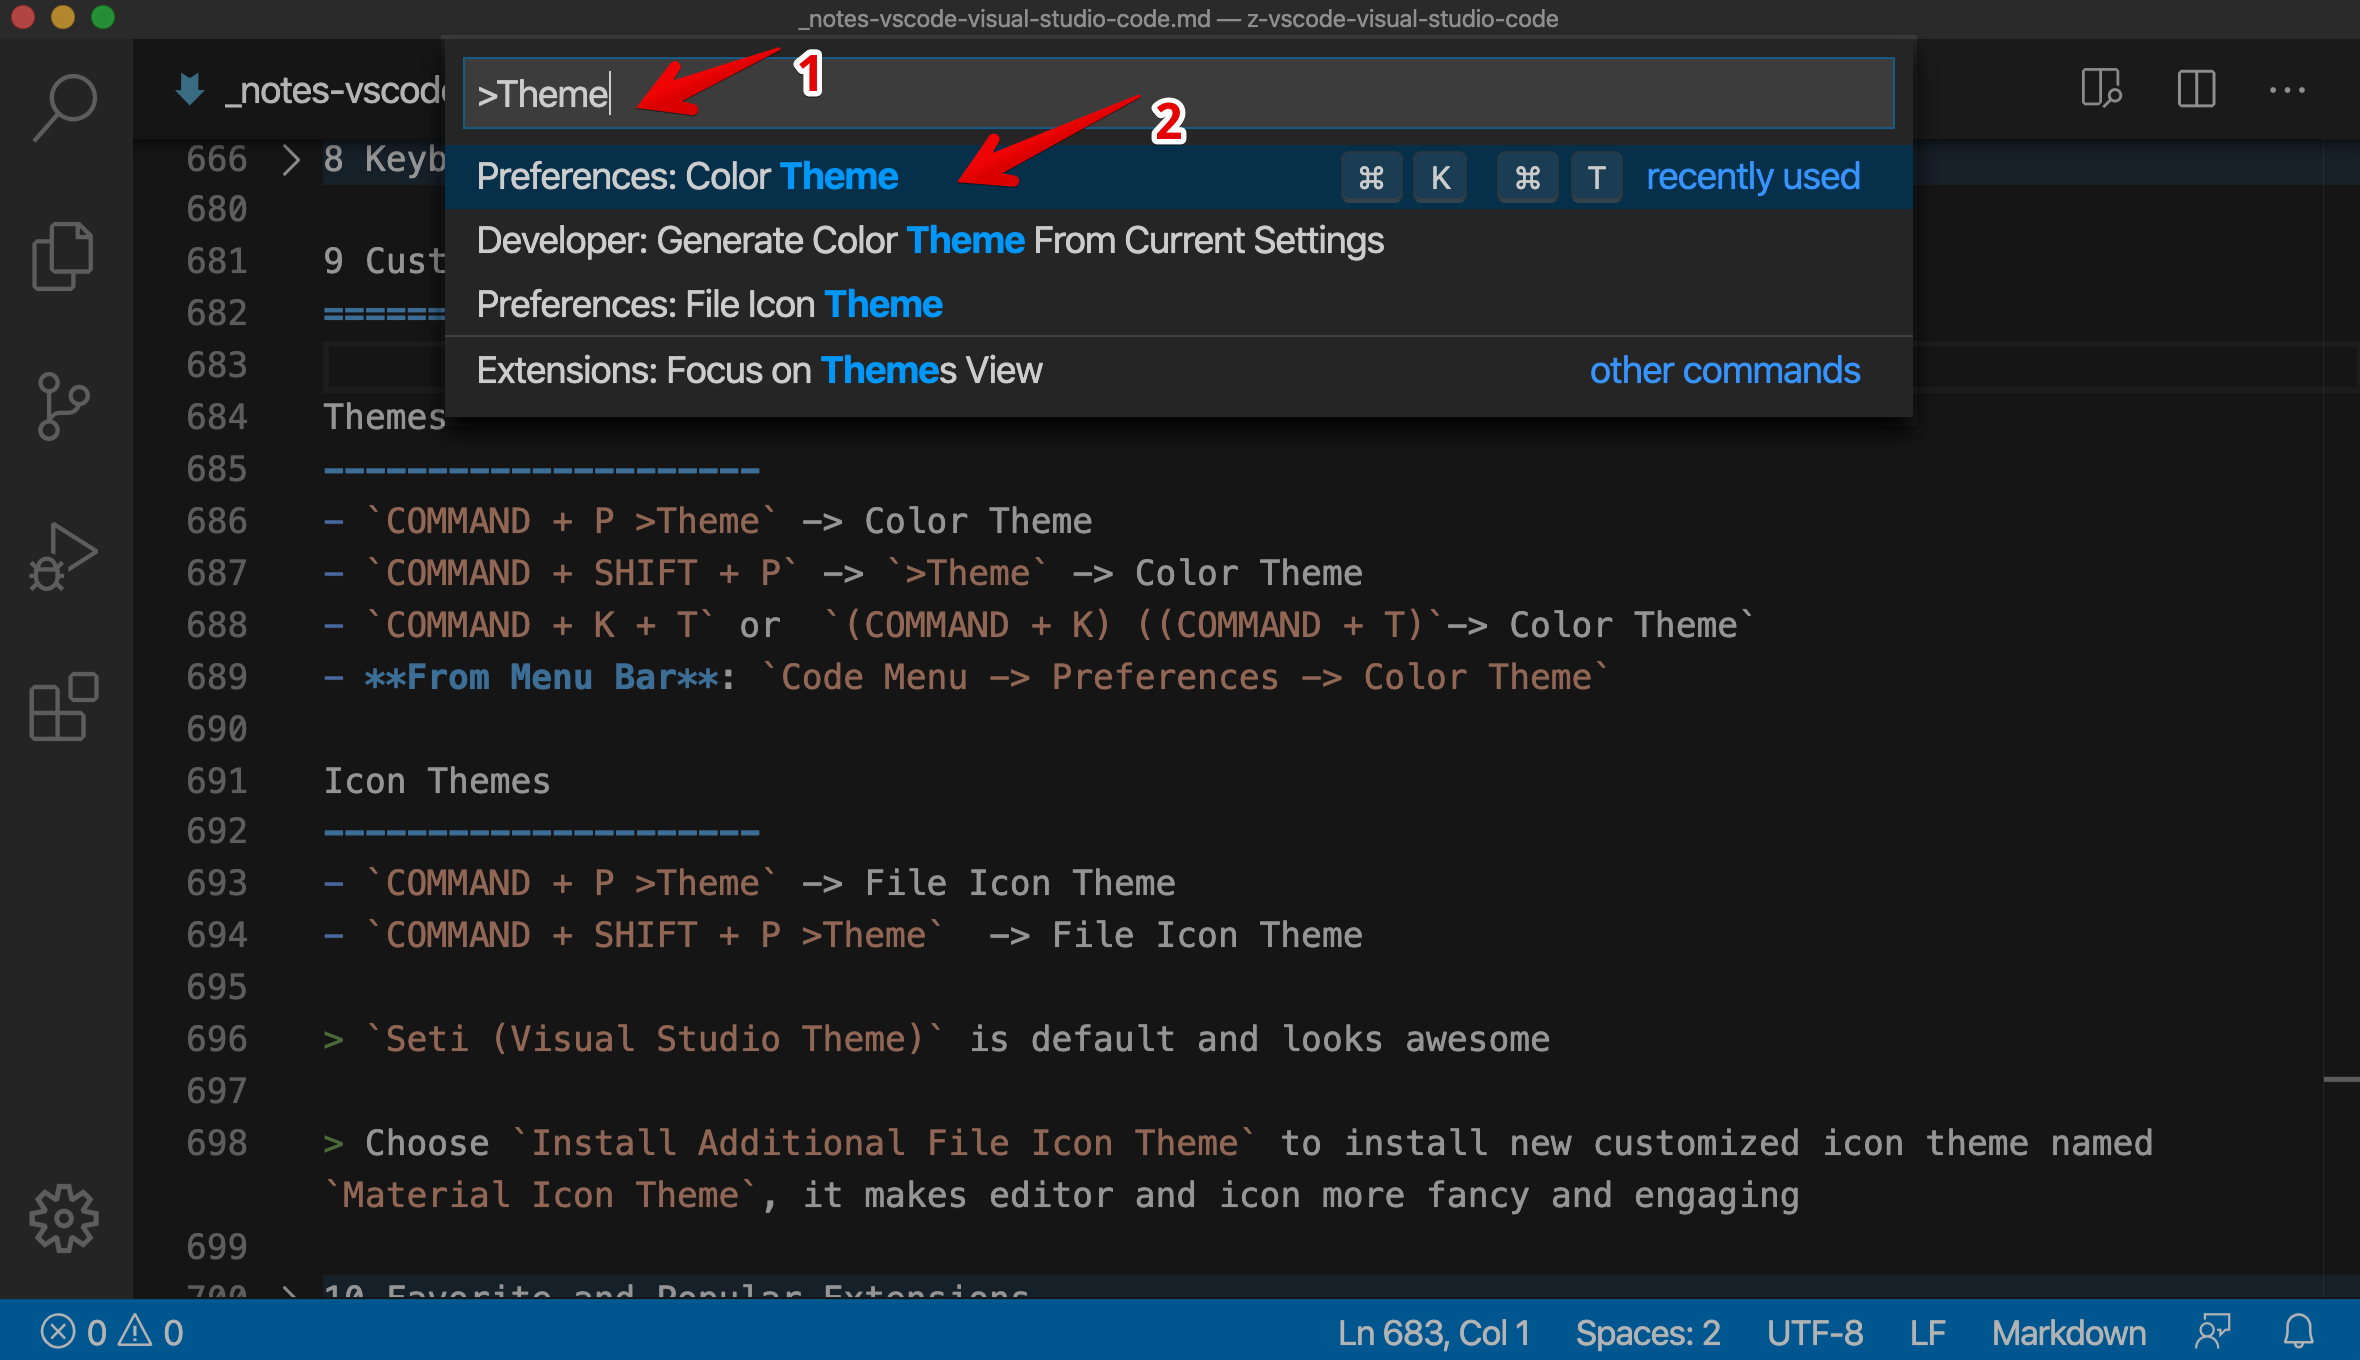 _notes-vscode-visual-studio-code.md — z-vscode-visual-studio-code
_notes-vscode
>Theme
1
2
Preferences: Color Theme ⌘ K ⌘ T recently used
Developer: Generate Color Theme From Current Settings
Preferences: File Icon Theme
Extensions: Focus on Themes View other commands
666 8 Keyb
680
681 9 Cust
682 ======
683
684 Themes
685 ---------------------
686 - `COMMAND + P >Theme` -> Color Theme
687 - `COMMAND + SHIFT + P` -> `>Theme` -> Color Theme
688 - `COMMAND + K + T` or  `(COMMAND + K) ((COMMAND + T)`-> Color Theme`
689 - **From Menu Bar**: `Code Menu -> Preferences -> Color Theme`
690
691 Icon Themes
692 ---------------------
693 - `COMMAND + P >Theme` -> File Icon Theme
694 - `COMMAND + SHIFT + P >Theme`  -> File Icon Theme
695
696 > `Seti (Visual Studio Theme)` is default and looks awesome
697
698 > Choose `Install Additional File Icon Theme` to install new customized icon theme named
`Material Icon Theme`, it makes editor and icon more fancy and engaging
699
700 10 Favorite and Popular Extensions
0 0 Ln 683, Col 1 Spaces: 2 UTF-8 LF Markdown